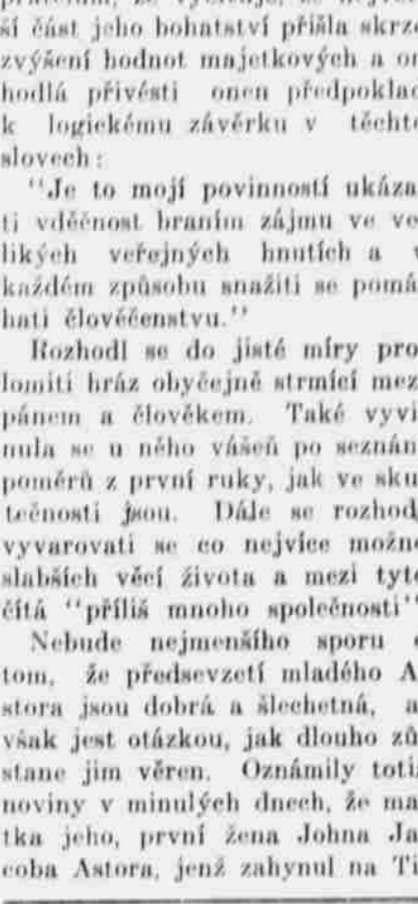 ší část jeho bohatství přišla skrze
zvýšení hodnot majetkových a on
hodlá přivésti onen předpoklad
k logickému závěrku v těchto
slovech:
"Je to mojí povinností ukáza-
ti vděčnost braním zájmu ve ve-
likých veřejných hnutích a v
každém způsobu snažiti se pomá-
hati člověčenstvu."
Rozhodl se do jisté míry pro-
lomiti hráz obyčejně strmící mezi
pánem a člověkem. Také vyvi-
nula se u něho vášeň po seznání
poměrů z první ruky, jak ve sku-
tečnosti jsou. Dále se rozhodl
vyvarovati se co nejvíce možno
slabších věcí života a mezi tyto
čítá "příliš mnoho společnosti"
Nebude nejmenšího sporu o
tom, že předsevzetí mladého A-
stora jsou dobrá a šlechetná, a-
však jest otázkou, jak dlouho zů-
stane jim věren. Oznámily totiž
noviny v minulých dnech, že ma-
tka jeho, první žena Johna Ja-
coba Astora, jenž zahynul na Ti-